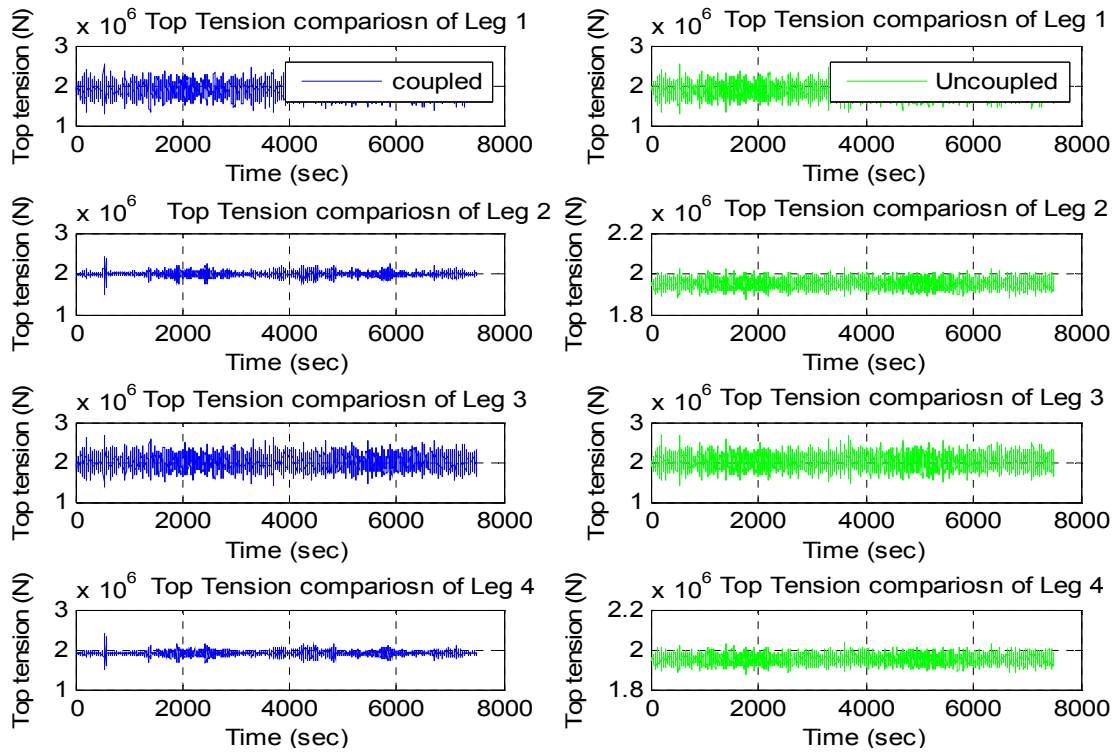 x 10^6 Top Tension compariosn of Leg 1
Top tension (N)
3
2
1
coupled
0 2000 4000 6000 8000
Time (sec)
x 10^6 Top Tension compariosn of Leg 1
Top tension (N)
3
2
1
Uncoupled
0 2000 4000 6000 8000
Time (sec)
x 10^6 Top Tension compariosn of Leg 2
Top tension (N)
3
2
1
0 2000 4000 6000 8000
Time (sec)
x 10^6 Top Tension compariosn of Leg 2
Top tension (N)
2.2
2
1.8
0 2000 4000 6000 8000
Time (sec)
x 10^6 Top Tension compariosn of Leg 3
Top tension (N)
3
2
1
0 2000 4000 6000 8000
Time (sec)
x 10^6 Top Tension compariosn of Leg 3
Top tension (N)
3
2
1
0 2000 4000 6000 8000
Time (sec)
x 10^6 Top Tension compariosn of Leg 4
Top tension (N)
3
2
1
0 2000 4000 6000 8000
Time (sec)
x 10^6 Top Tension compariosn of Leg 4
Top tension (N)
2.2
2
1.8
0 2000 4000 6000 8000
Time (sec)